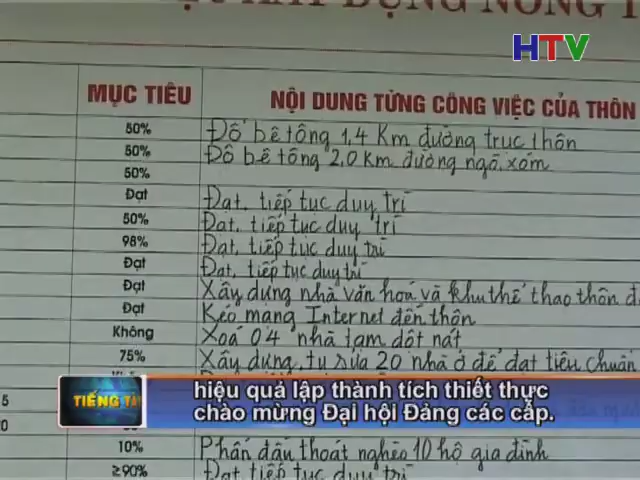 DỰNG NÔNG T
HTV
MỤC TIÊU NỘI DUNG TỪNG CÔNG VIỆC CỦA THÔN
50% Đổ bê tông 1,4 Km đường trục thôn
50% Đổ bê tông 2,0 Km đường ngõ, xóm
50%
Đạt Đạt, tiếp tục duy trì
50% Đạt, tiếp tục duy trì
98% Đạt, tiếp tục duy trì
Đạt Đạt, tiếp tục duy trì
Đạt Xây dựng nhà văn hoá và khu thể thao thôn đ
Đạt Kéo mạng Internet đến thôn
Không Xoá 04 nhà tạm dột nát
75% Xây dựng, tu sửa 20 nhà ở để đạt tiêu chuẩn
5
TIẾNG
hiệu quả lập thành tích thiết thực
chào mừng Đại hội Đảng các cấp.
10% Phấn đấu thoát nghèo 10 hộ gia đình
≥90% Đạt tiếp tục duy trì